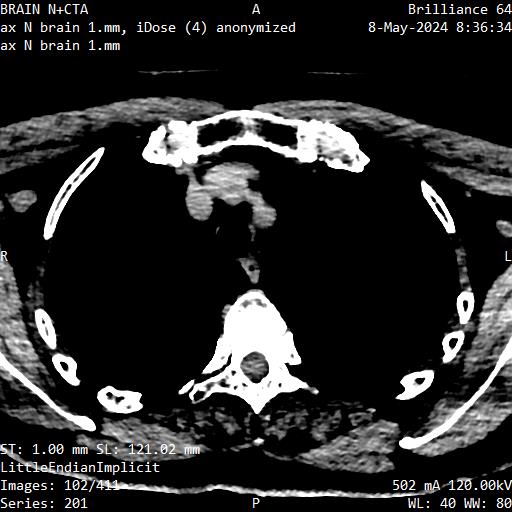 BRAIN N+CTA
A
Brilliance 64
ax N brain 1.mm, iDose (4) anonymized
8-May-2024 8:36:34
ax N brain 1.mm
R
L
ST: 1.00 mm SL: 121.02 mm
LittleEndianImplicit
Images: 102/411
502 mA 120.00kV
Series: 201
P
WL: 40 WW: 80